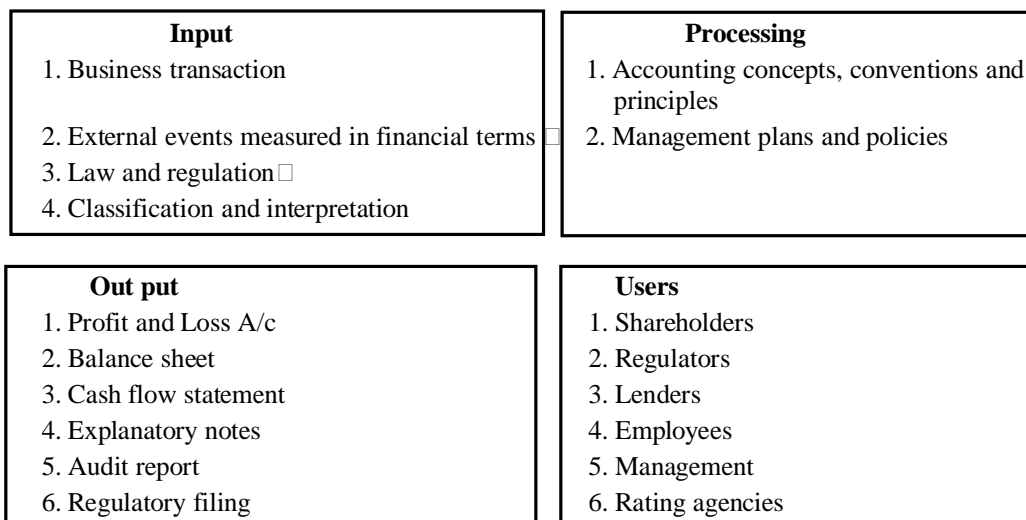 Input
1. Business transaction
2. External events measured in financial terms □
3. Law and regulation□
4. Classification and interpretation
Processing
1. Accounting concepts, conventions and
principles
2. Management plans and policies
Out put
1. Profit and Loss A/c
2. Balance sheet
3. Cash flow statement
4. Explanatory notes
5. Audit report
6. Regulatory filing
Users
1. Shareholders
2. Regulators
3. Lenders
4. Employees
5. Management
6. Rating agencies